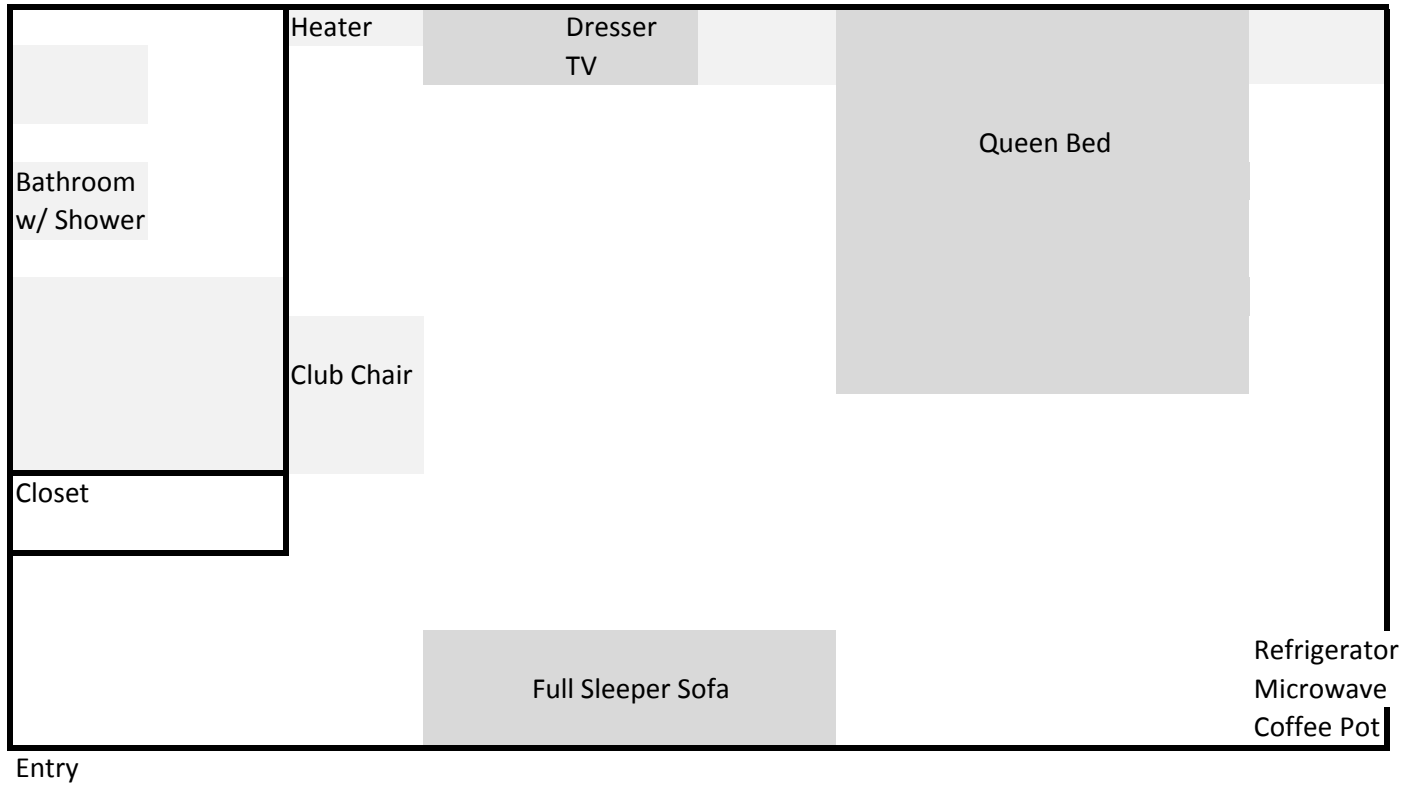 Heater
Dresser
TV
Queen Bed
Bathroom
w/ Shower
Club Chair
Closet
Full Sleeper Sofa
Refrigerator
Microwave
Coffee Pot
Entry